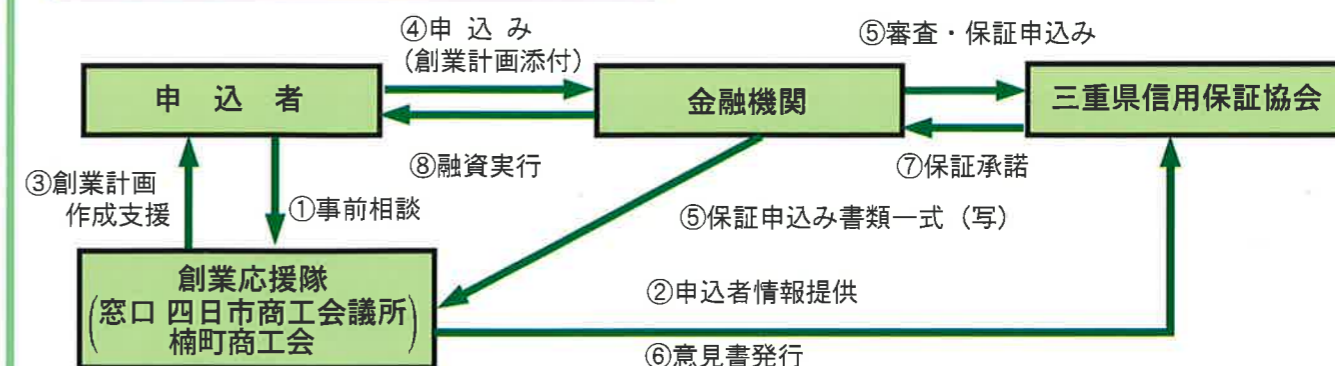 ④申 込 み
（創業計画添付）
⑤審査・保証申込み
申 込 者
金融機関
三重県信用保証協会
⑧融資実行
⑦保証承諾
③創業計画
作成支援
①事前相談
⑤保証申込み書類一式（写）
創業応援隊
（窓口 四日市商工会議所
楠町商工会）
②申込者情報提供
⑥意見書発行